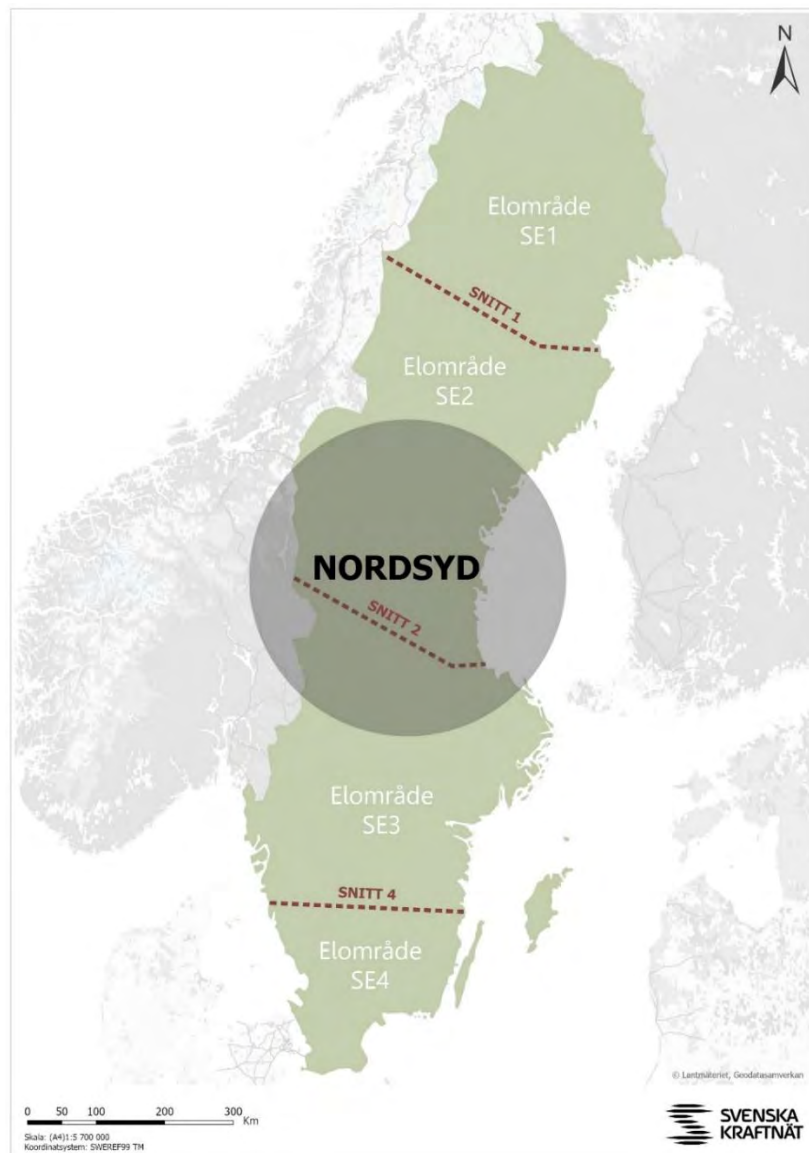 N
Elområde
SE1
SNITT 1
Elområde
SE2
NORDSYD
SNITT 2
Elområde
SE3
SNITT 4
Elområde
SE4
© Lantmäteriet, Geodatasamverkan
0 50 100 200 300
Km
Skala: (A4)1:5 700 000
Koordinatsystem: SWEREF99 TM
SVENSKA
KRAFTNÄT